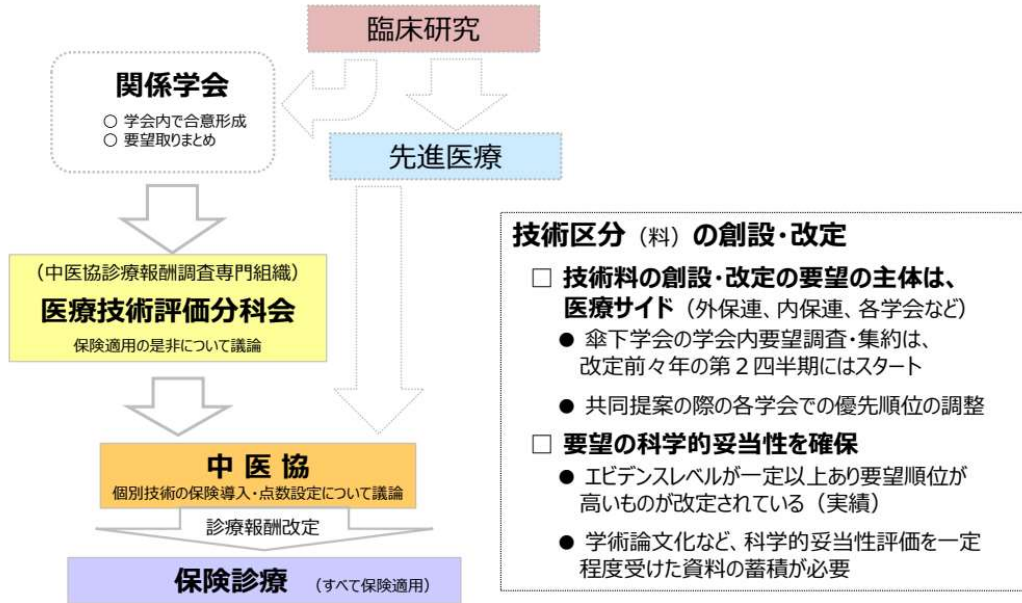 臨床研究
関係学会
○ 学会内で合意形成
○ 要望取りまとめ
先進医療
(中医協診療報酬調査専門組織)
医療技術評価分科会
保険適用の是非について議論
中 医 協
個別技術の保険導入・点数設定について議論
診療報酬改定
保険診療 (すべて保険適用)
技術区分 (料) の創設・改定
□ 技術料の創設・改定の要望の主体は、
医療サイド (外保連、内保連、各学会など)
● 傘下学会の学会内要望調査・集約は、
改定前々年の第２四半期にはスタート
● 共同提案の際の各学会での優先順位の調整
□ 要望の科学的妥当性を確保
● エビデンスレベルが一定以上あり要望順位が
高いものが改定されている (実績)
● 学術論文化など、科学的妥当性評価を一定
程度受けた資料の蓄積が必要